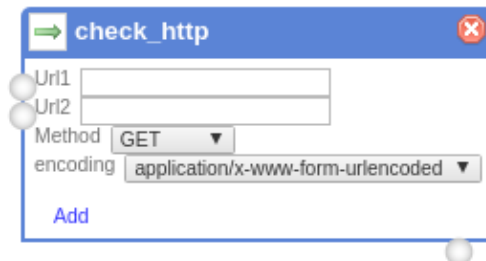 check_http
Url1
Url2
Method GET
encoding application/x-www-form-urlencoded
Add